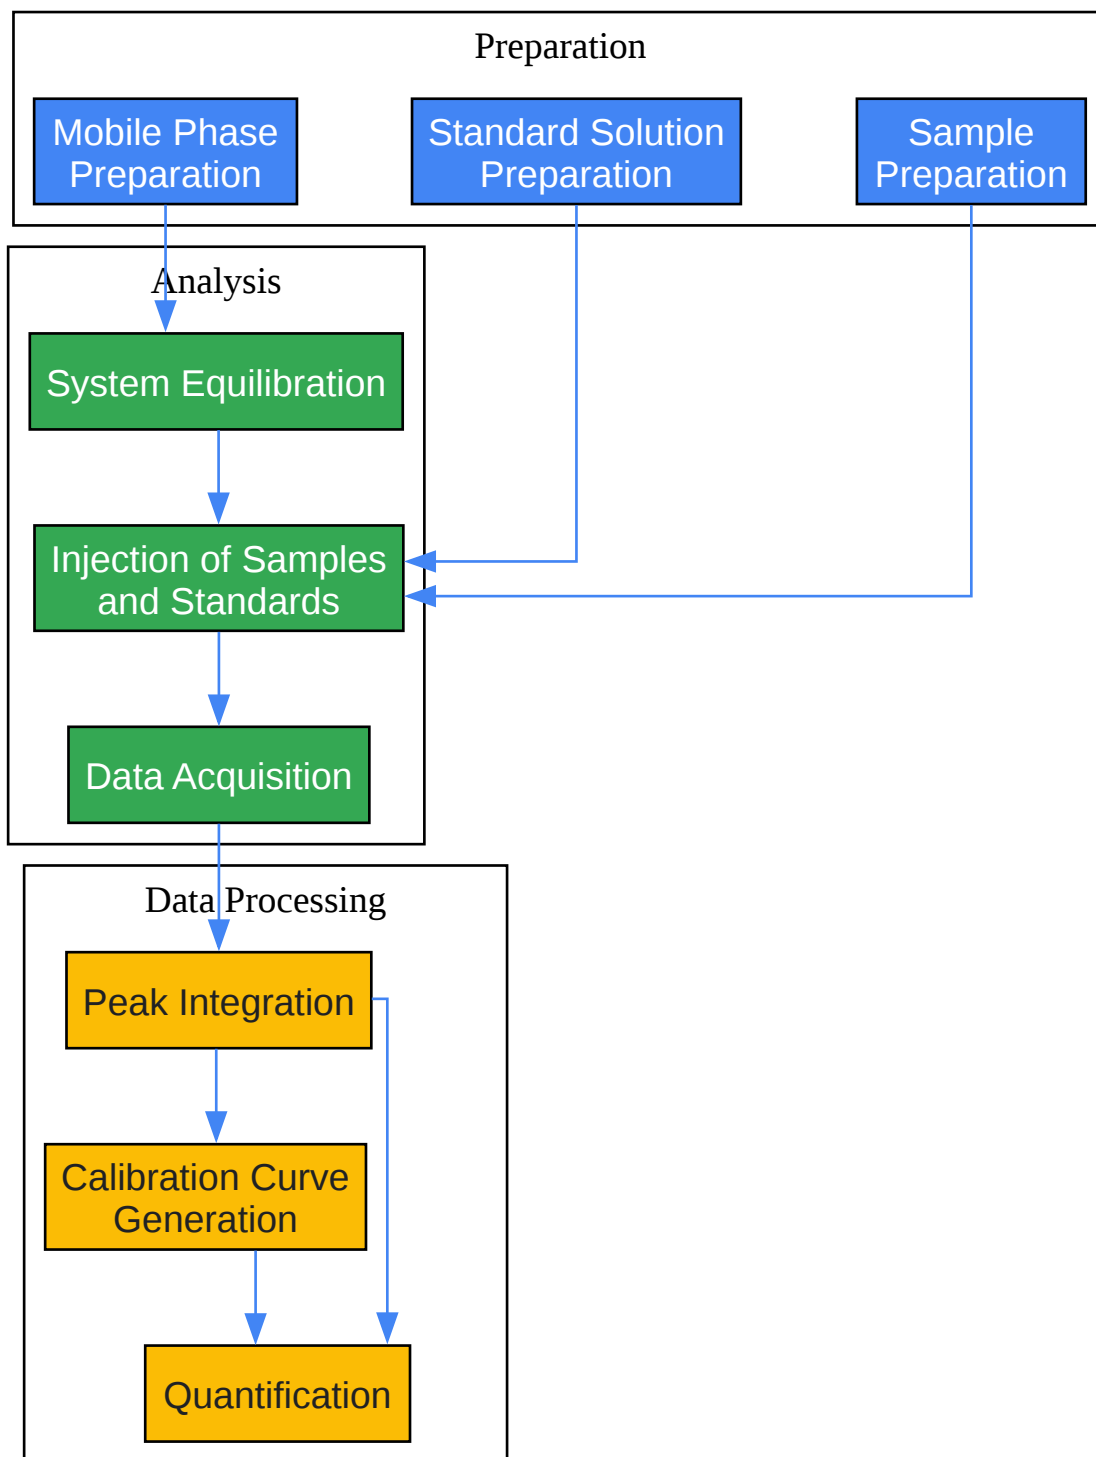 Preparation
Mobile Phase
Preparation
Standard Solution
Preparation
Sample
Preparation
Analysis
System Equilibration
Injection of Samples
and Standards
Data Acquisition
Data Processing
Peak Integration
Calibration Curve
Generation
Quantification